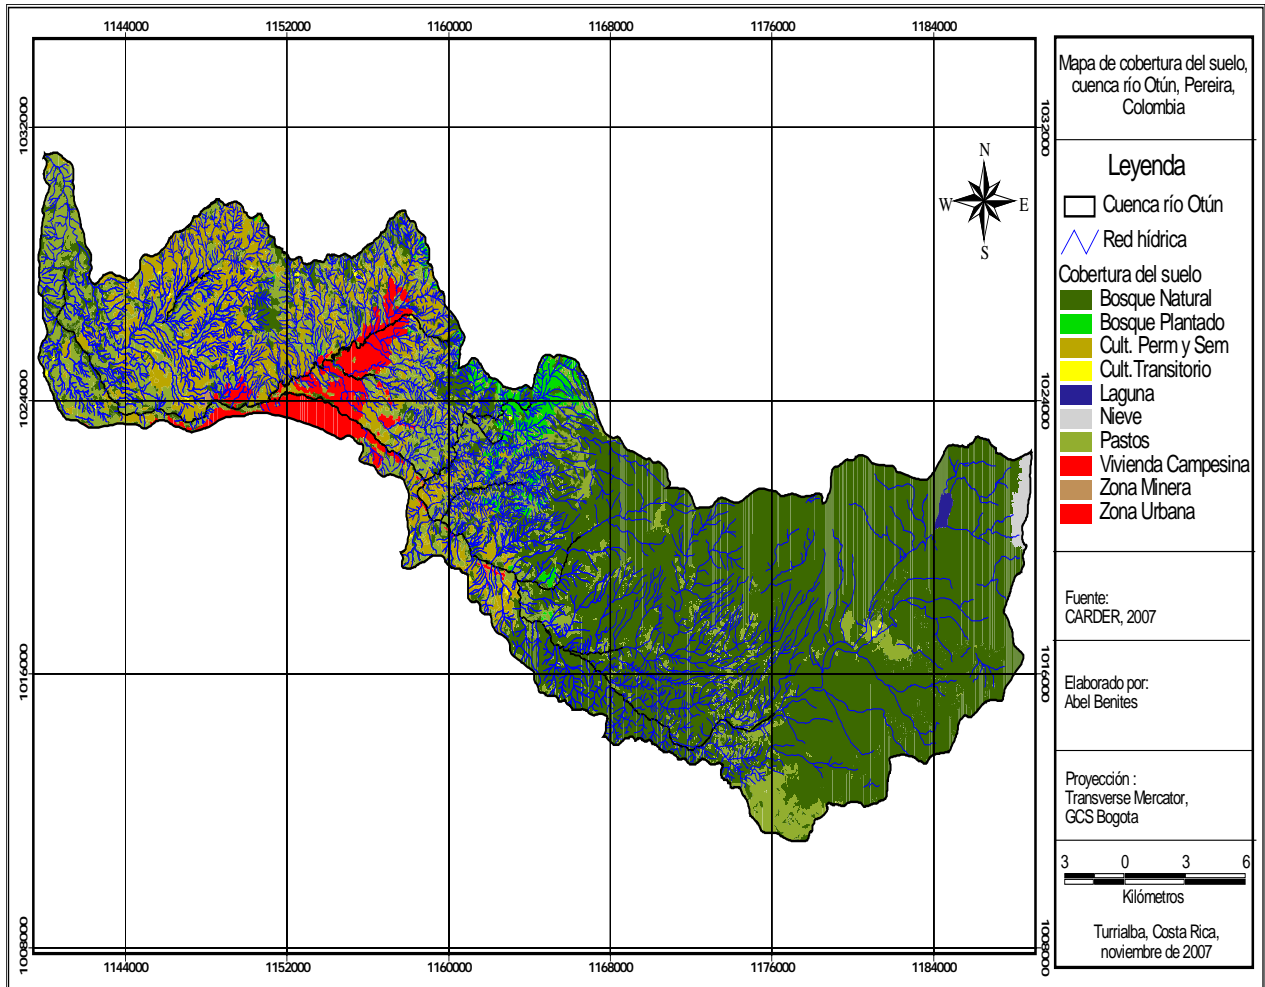 1144000 1152000 1160000 1168000 1176000 1184000
1032000
1032000
1024000
1024000
1016000
1016000
1008000
1008000
N
W E
S
1144000 1152000 1160000 1168000 1176000 1184000
Mapa de cobertura del suelo,
cuenca río Otún, Pereira,
Colombia
Leyenda
Cuenca río Otún
Red hídrica
Cobertura del suelo
Bosque Natural
Bosque Plantado
Cult. Perm y Sem
Cult.Transitorio
Laguna
Nieve
Pastos
Vivienda Campesina
Zona Minera
Zona Urbana
Fuente:
CARDER, 2007
Elaborado por:
Abel Benites
Proyección :
Transverse Mercator,
GCS Bogota
3 0 3 6
Kilómetros
Turrialba, Costa Rica,
noviembre de 2007